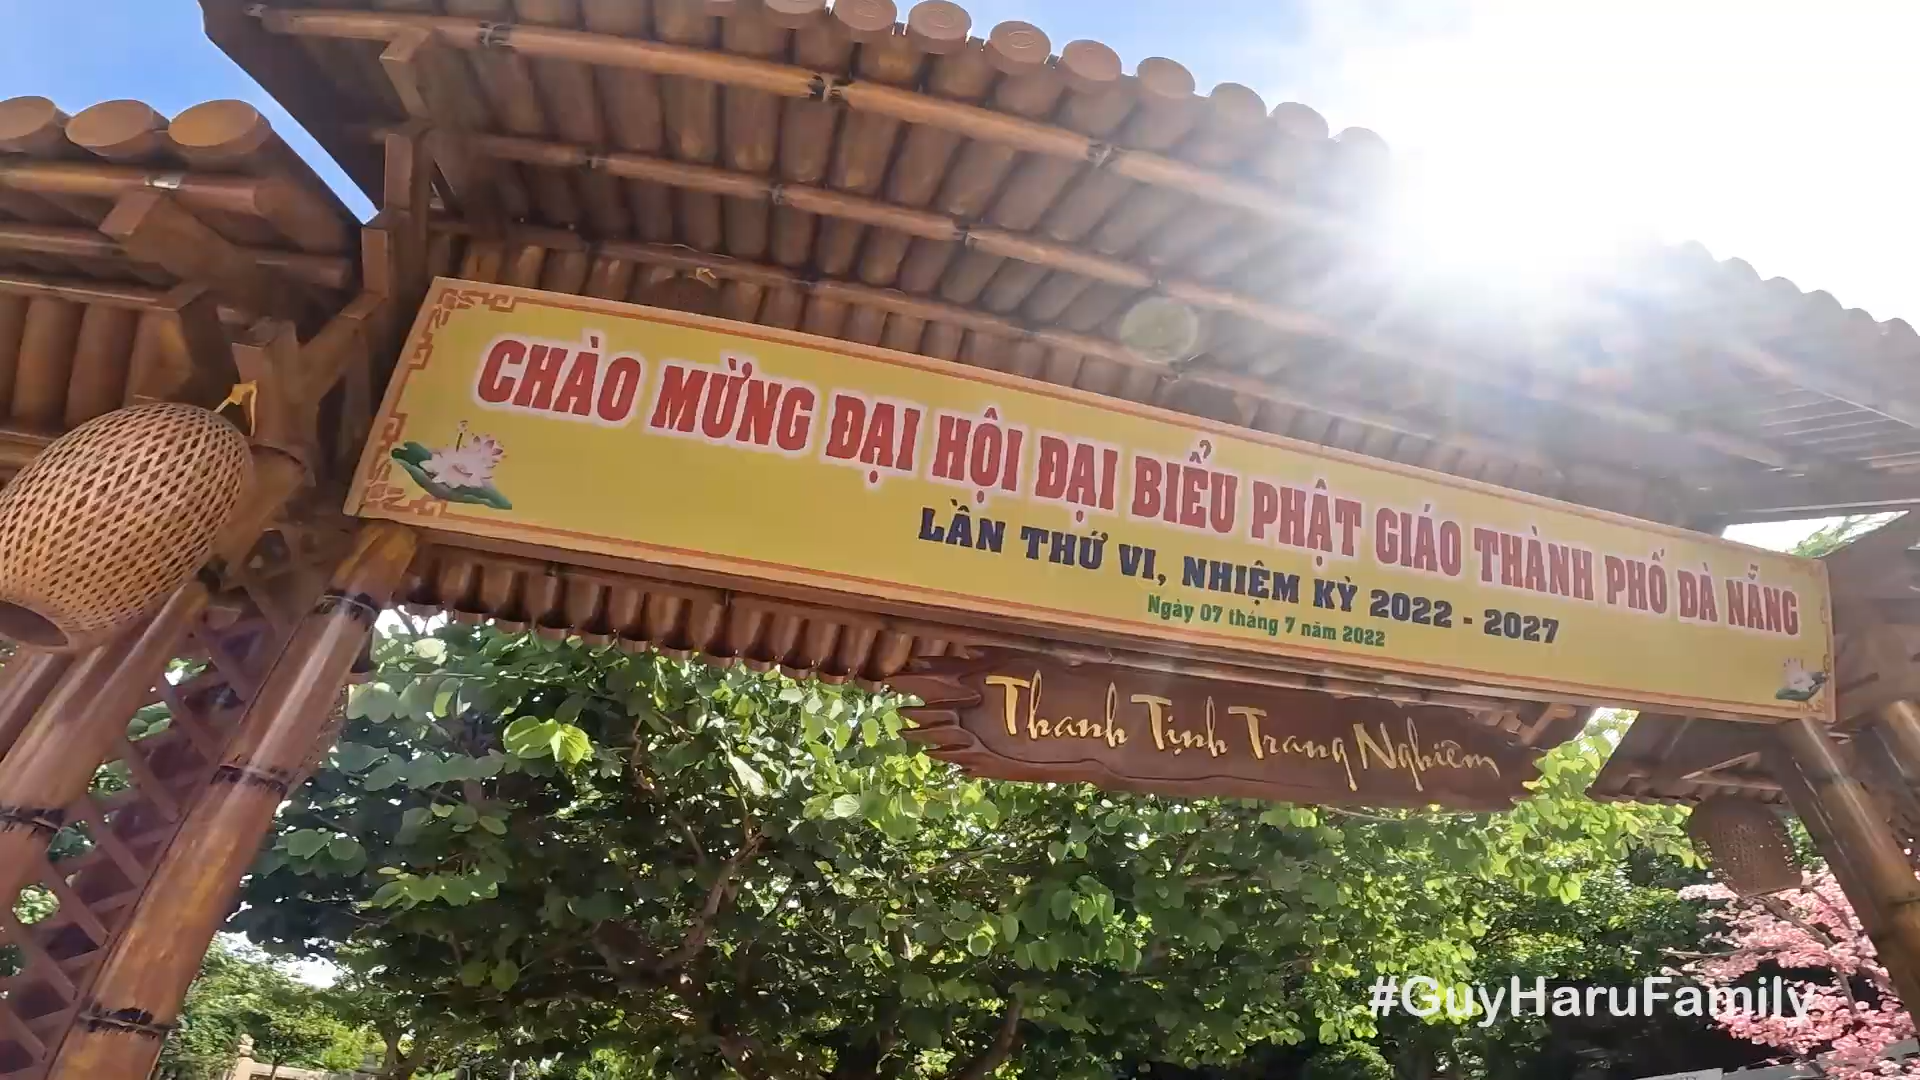 CHÀO MỪNG ĐẠI HỘI ĐẠI BIỂU PHẬT GIÁO THÀNH PHỐ ĐÀ NẴNG
LẦN THỨ VI, NHIỆM KỲ 2022 - 2027
Ngày 07 tháng 7 năm 2022
Thanh Tịnh Trang Nghiêm
#GuyHaruFamily